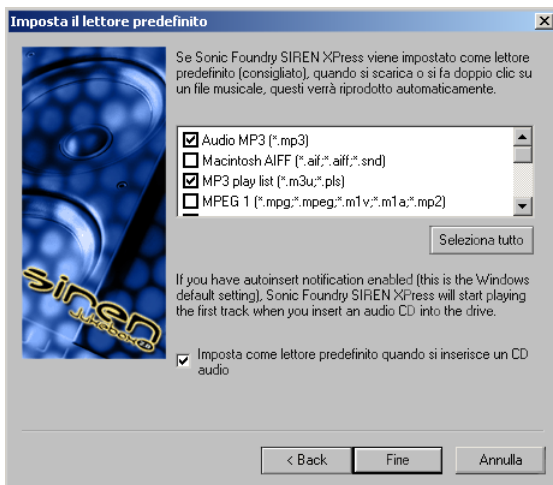 Imposta il lettore predefinito
Se Sonic Foundry SIREN XPress viene impostato come lettore
predefinito (consigliato), quando si scarica o si fa doppio clic su
un file musicale, questi verrà riprodotto automaticamente.
Audio MP3 (*.mp3)
Macintosh AIFF (*.aif;*.aiff;*.snd)
MP3 play list (*.m3u;*.pls)
MPEG 1 (*.mpg;*.mpeg;*.m1v;*.m1a;*.mp2)
Seleziona tutto
If you have autoinsert notification enabled (this is the Windows
default setting), Sonic Foundry SIREN XPress will start playing
the first track when you insert an audio CD into the drive.
siren
JUKEBOX
Imposta come lettore predefinito quando si inserisce un CD
audio
< Back
Fine
Annulla